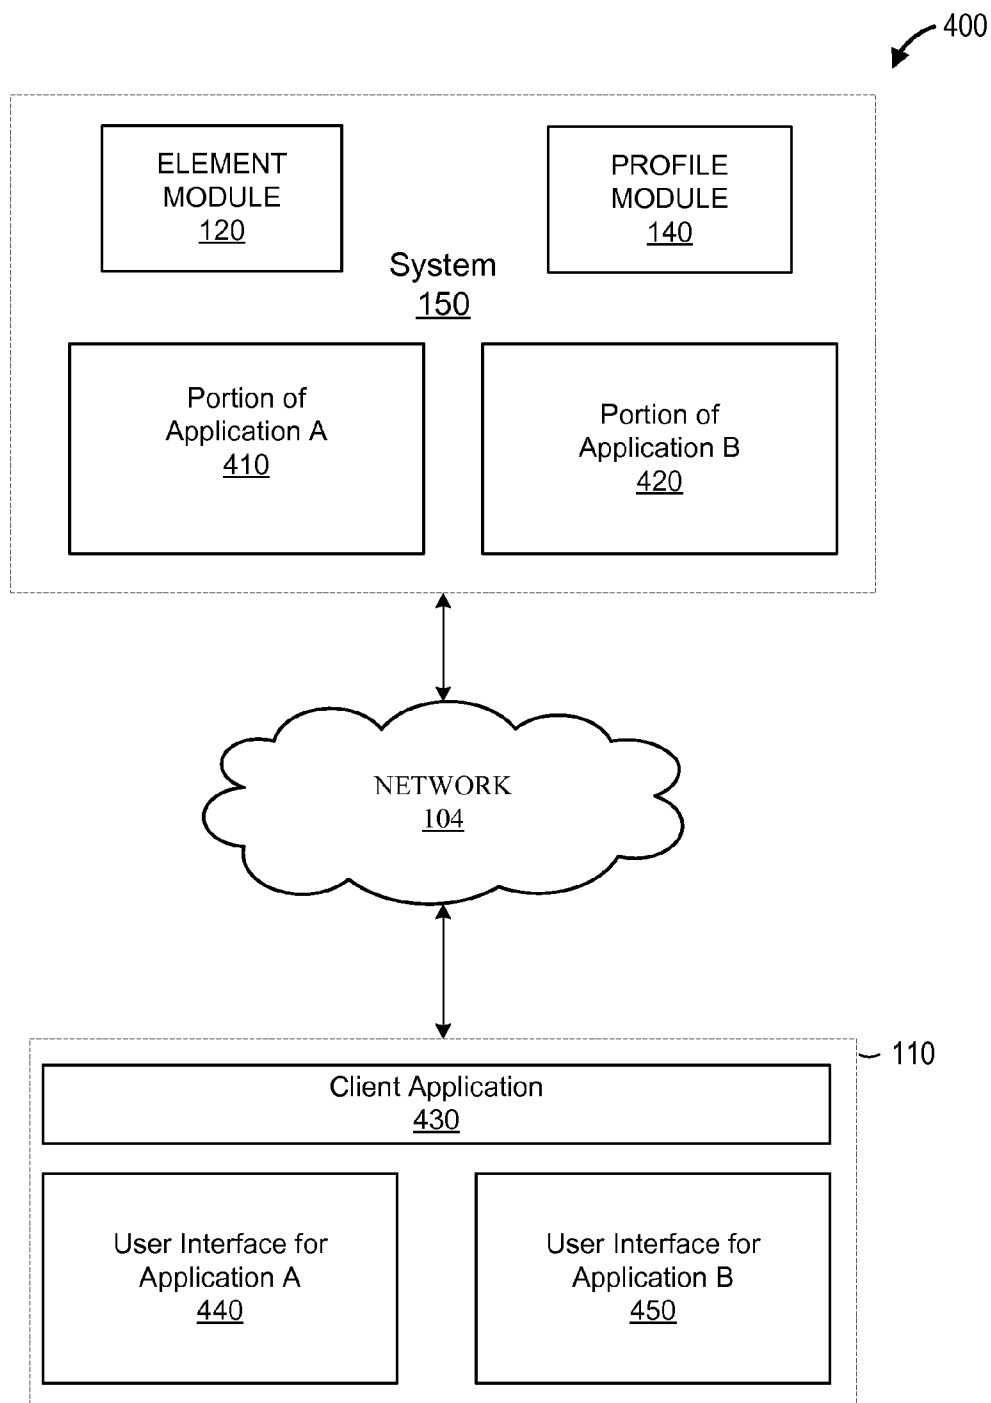 400
ELEMENT
MODULE
120
PROFILE
MODULE
140
System
150
Portion of
Application A
410
Portion of
Application B
420
NETWORK
104
110
Client Application
430
User Interface for
Application A
440
User Interface for
Application B
450